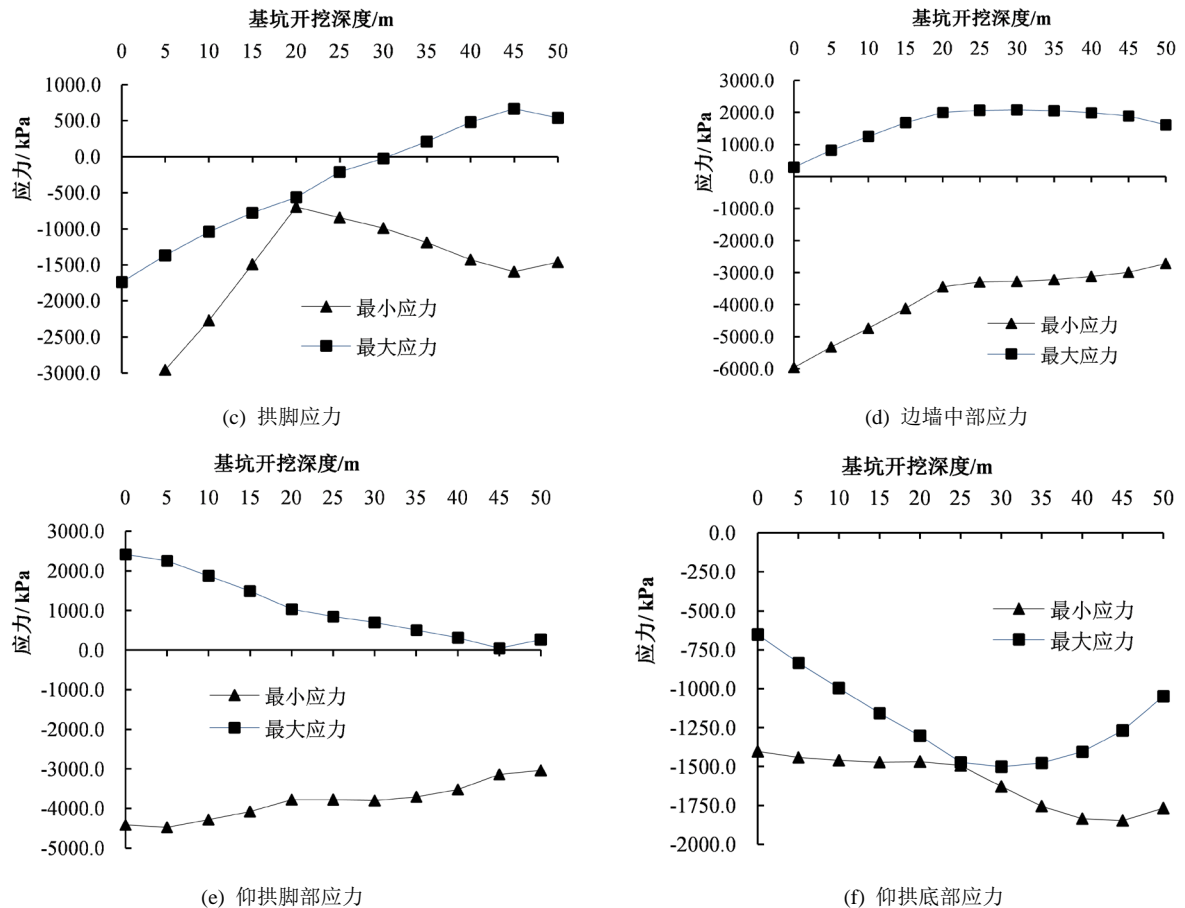 基坑开挖深度/m
0 5 10 15 20 25 30 35 40 45 50
应力/ kPa
1000.0
500.0
0.0
-500.0
-1000.0
-1500.0
-2000.0
-2500.0
-3000.0
最小应力
最大应力
(c) 拱脚应力
基坑开挖深度/m
0 5 10 15 20 25 30 35 40 45 50
应力/ kPa
3000.0
2000.0
1000.0
0.0
-1000.0
-2000.0
-3000.0
-4000.0
-5000.0
-6000.0
最小应力
最大应力
(d) 边墙中部应力
基坑开挖深度/m
0 5 10 15 20 25 30 35 40 45 50
应力/ kPa
3000.0
2000.0
1000.0
0.0
-1000.0
-2000.0
-3000.0
-4000.0
-5000.0
最小应力
最大应力
(e) 仰拱脚部应力
基坑开挖深度/m
0 5 10 15 20 25 30 35 40 45 50
应力/ kPa
0.0
-250.0
-500.0
-750.0
-1000.0
-1250.0
-1500.0
-1750.0
-2000.0
最小应力
最大应力
(f) 仰拱底部应力